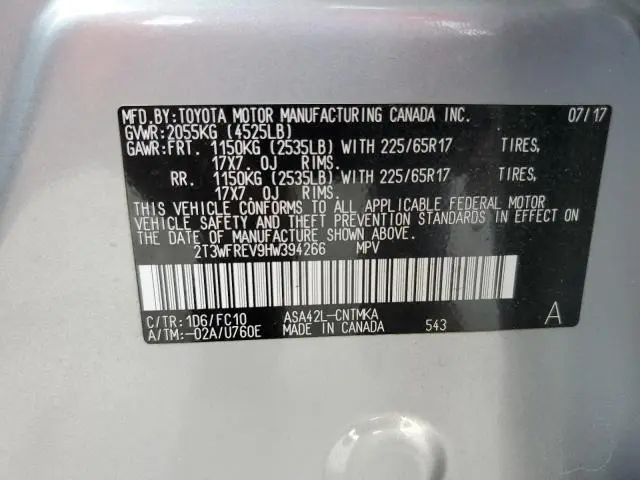 MFD.BY:TOYOTA MOTOR MANUFACTURING CANADA INC. 07/17
GVWR:2055KG (4525LB)
GAWR:FRT. 1150KG (2535LB) WITH 225/65R17 TIRES,
17X7.0J RIMS.
RR. 1150KG (2535LB) WITH 225/65R17 TIRES,
17X7.0J RIMS.
THIS VEHICLE CONFORMS TO ALL APPLICABLE FEDERAL MOTOR
VEHICLE SAFETY AND THEFT PREVENTION STANDARDS IN EFFECT ON
THE DATE OF MANUFACTURE SHOWN ABOVE.
2T3WFREV9HW394266 MPV
C/TR:1D6/FC10 ASA42L-CNTMKA A
A/TM:-02A/U760E MADE IN CANADA 543